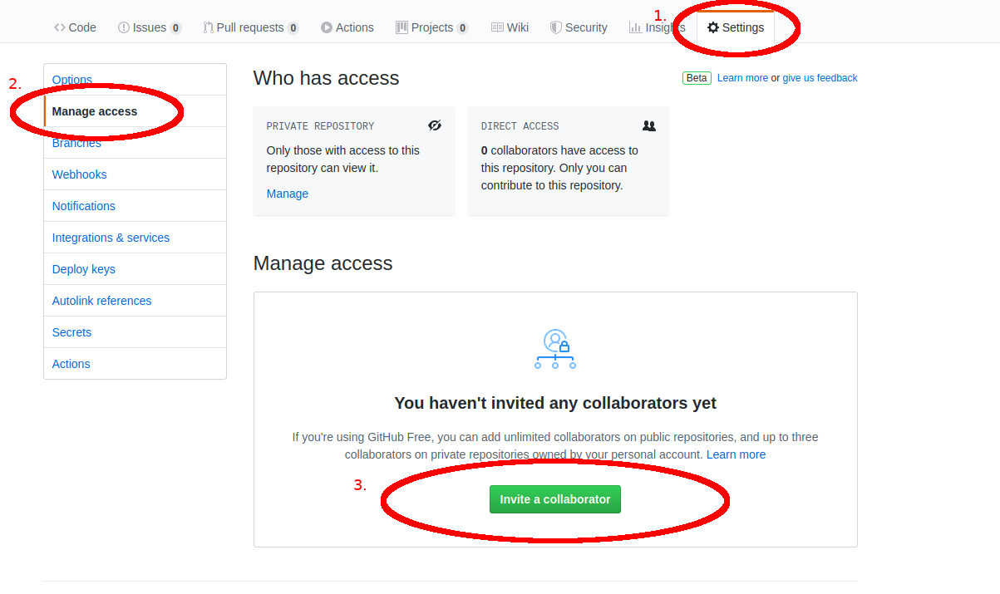 Code Issues 0 Pull requests 0 Actions Projects 0 Wiki Security Insights 1. Settings
2.
Options
Manage access
Branches
Webhooks
Notifications
Integrations & services
Deploy keys
Autolink references
Secrets
Actions
Who has access
Beta Learn more or give us feedback
PRIVATE REPOSITORY
Only those with access to this
repository can view it.
Manage
DIRECT ACCESS
0 collaborators have access to
this repository. Only you can
contribute to this repository.
Manage access
You haven't invited any collaborators yet
If you're using GitHub Free, you can add unlimited collaborators on public repositories, and up to three
collaborators on private repositories owned by your personal account. Learn more
3.
Invite a collaborator